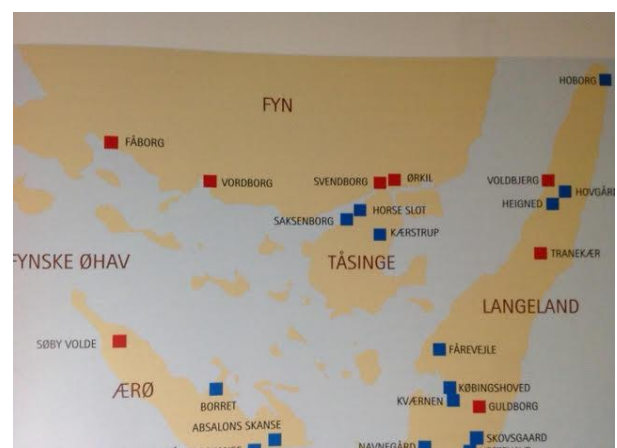 HOBORG
FYN
FÅBORG
VORDBORG
SVENDBORG
ØRKIL
VOLDBJERG
HEIGNED
SAKSENBORG
HORSE SLOT
KÆRSTRUP
FYNSKE ØHAV
TÅSINGE
TRANEKÆR
LANGELAND
SØBY VOLDE
FÅREVEJLE
ÆRØ
BORRET
KØBINGSHOVED
KVÆRNEN
GULDBORG
ABSALONS SKANSE
SKOVSGAARD
NAVNEGÅRD